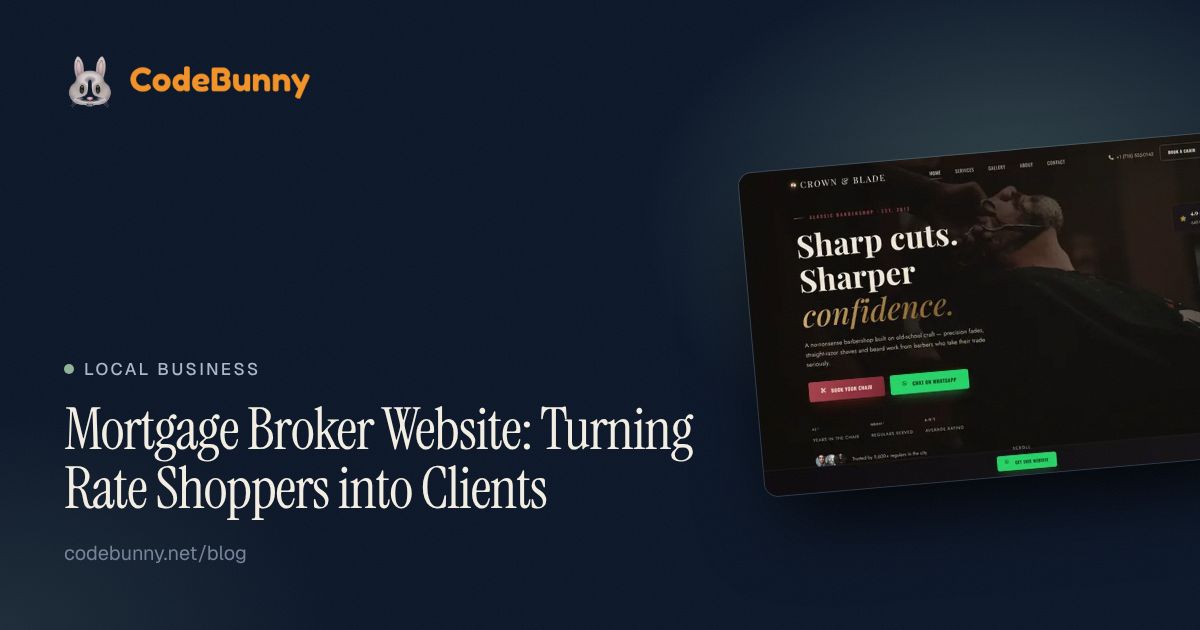 CodeBunny
LOCAL BUSINESS
Mortgage Broker Website: Turning
Rate Shoppers into Clients
codebunny.net/blog
CROWN & BLADE
HOME SERVICES GALLERY ABOUT CONTACT
BOOK A CHAIR
CLASSIC BARBERSHOP · EST. 2012
Sharp cuts.
Sharper
confidence.
A no-nonsense barbershop built on old-school craft — precision fades,
straight-razor shaves and beard work from barbers who take their trade
seriously.
BOOK YOUR CHAIR
CHAT ON WHATSAPP
YEARS IN THE CHAIR
REGULARS SERVED
AVERAGE RATING
SCROLL
GET THIS WEBSITE